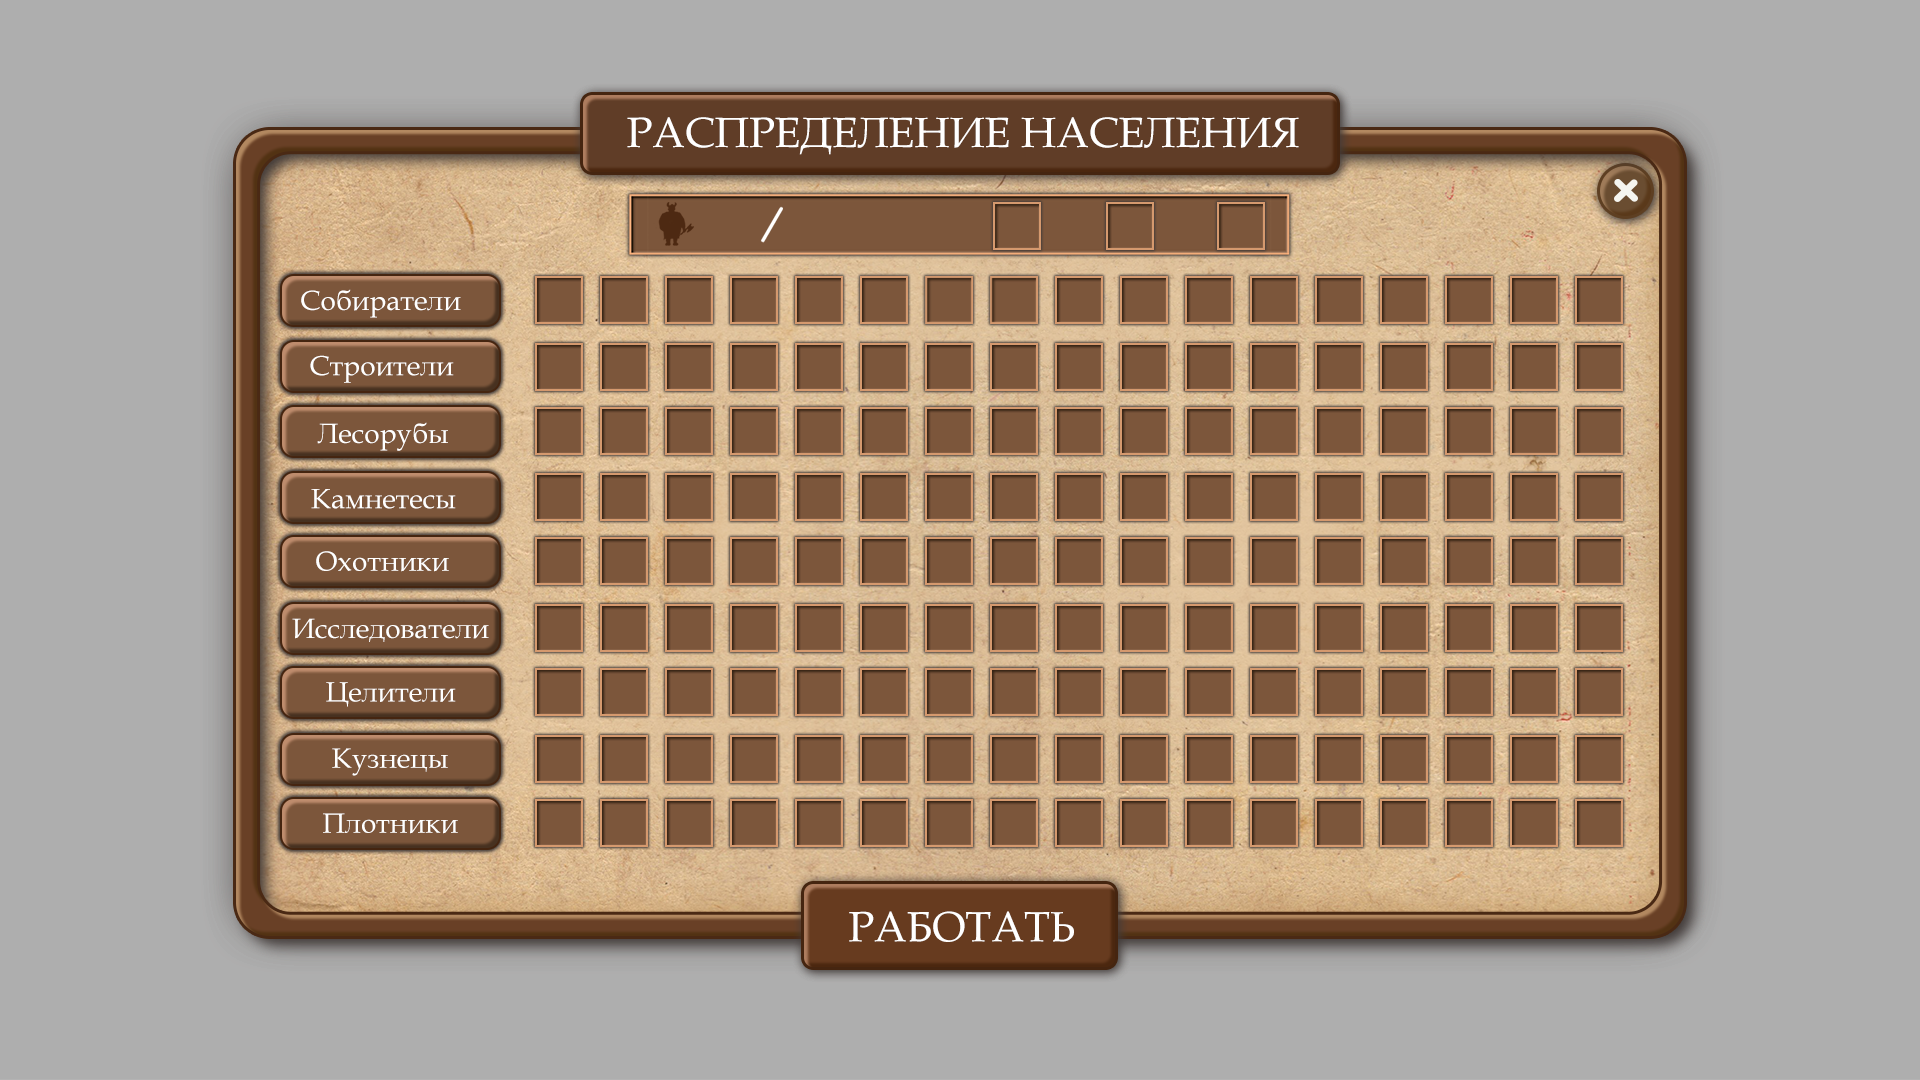 РАСПРЕДЕЛЕНИЕ НАСЕЛЕНИЯ
/
Собиратели
Строители
Лесорубы
Камнетесы
Охотники
Исследователи
Целители
Кузнецы
Плотники
РАБОТАТЬ